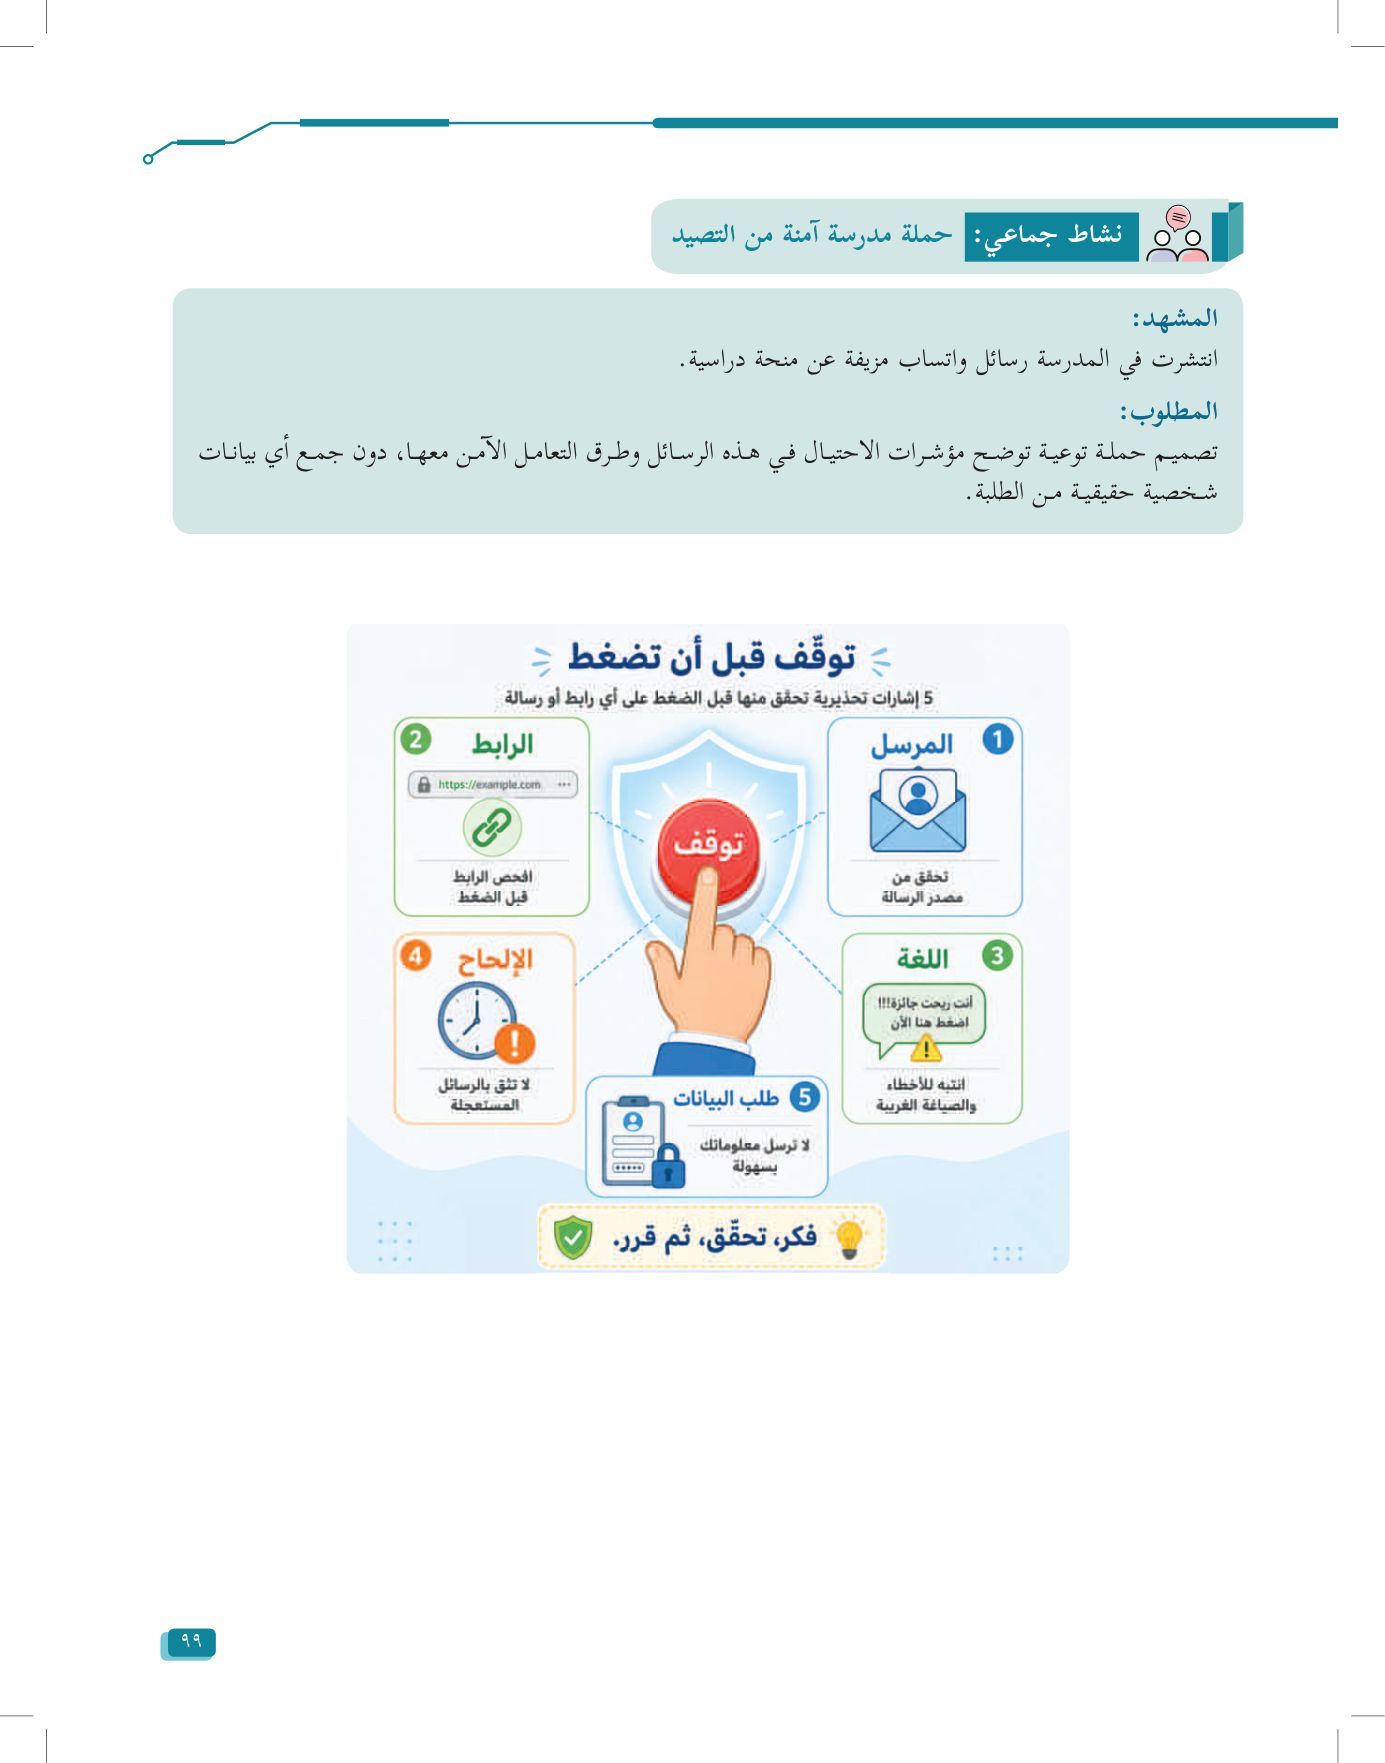 نشاط جماعي: حملة مدرسة آمنة من التصيد
المشهد:
انتشرت في المدرسة رسائل واتساب مزيفة عن منحة دراسية.
المطلوب:
تصميم حملة توعية توضح مؤشرات الاحتيال في هذه الرسائل وطرق التعامل الآمن معها، دون جمع أي بيانات
شخصية حقيقية من الطلبة.
توقّف قبل أن تضغط
5 إشارات تحذيرية تحقق منها قبل الضغط على أي رابط أو رسالة
1 المرسل
تحقق من
مصدر الرسالة
2 الرابط
https://example.com
افحص الرابط
قبل الضغط
توقف
3 اللغة
أنت ربحت جائزة!!!
اضغط هنا الآن
انتبه للأخطاء
والصياغة الغريبة
4 الإلحاح
لا تثق بالرسائل
المستعجلة
5 طلب البيانات
لا ترسل معلوماتك
بسهولة
فكر، تحقّق، ثم قرر.
٩٩